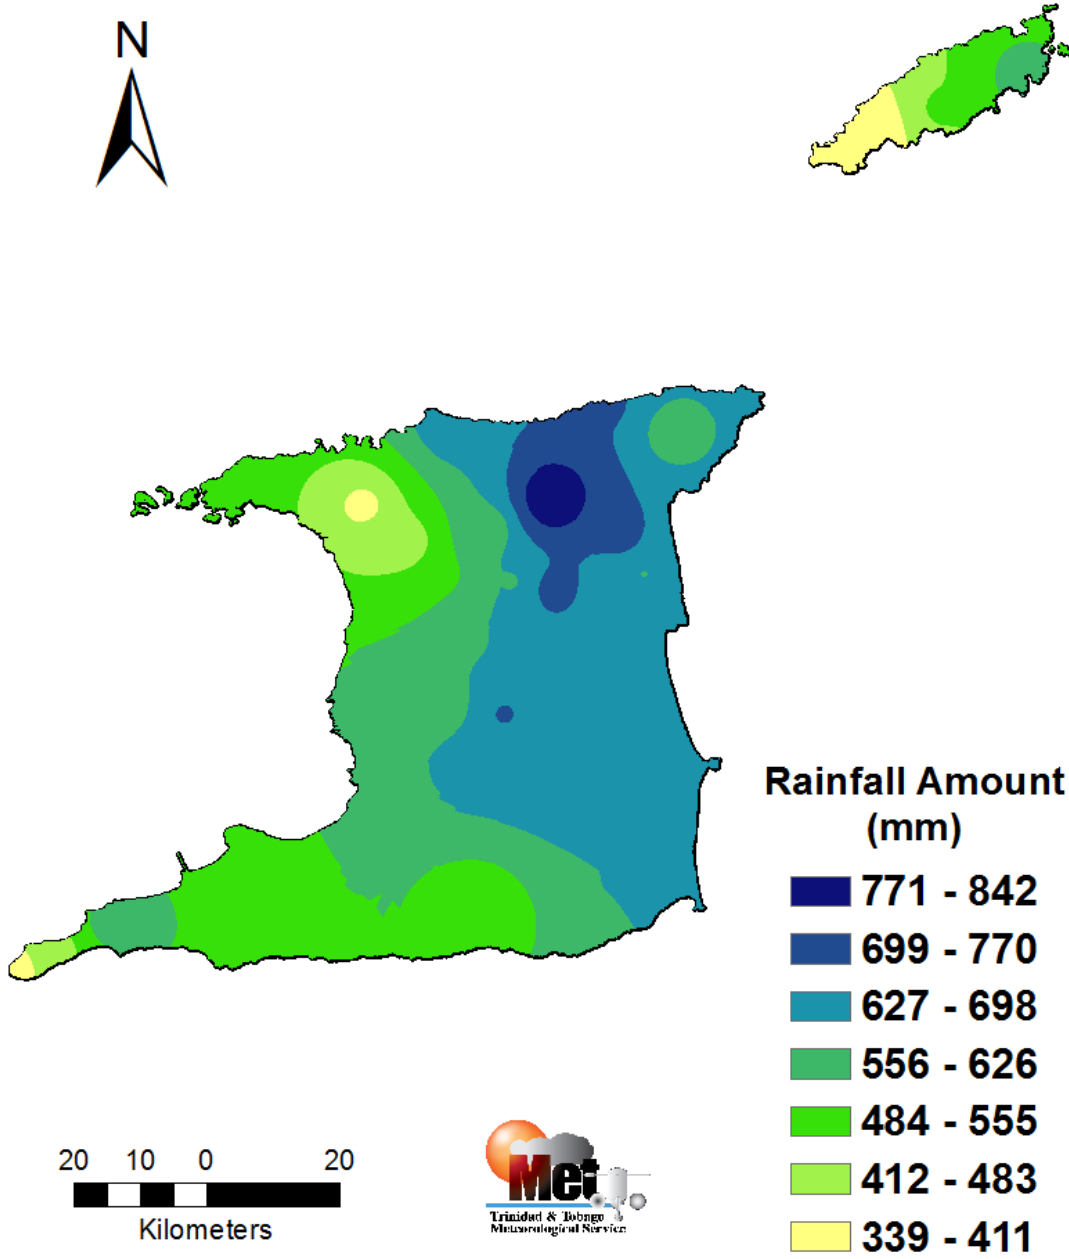 N
Rainfall Amount
(mm)
771 - 842
699 - 770
627 - 698
556 - 626
484 - 555
412 - 483
339 - 411
20 10 0 20
Kilometers
Met
Trinidad & Tobago
Meteorological Service